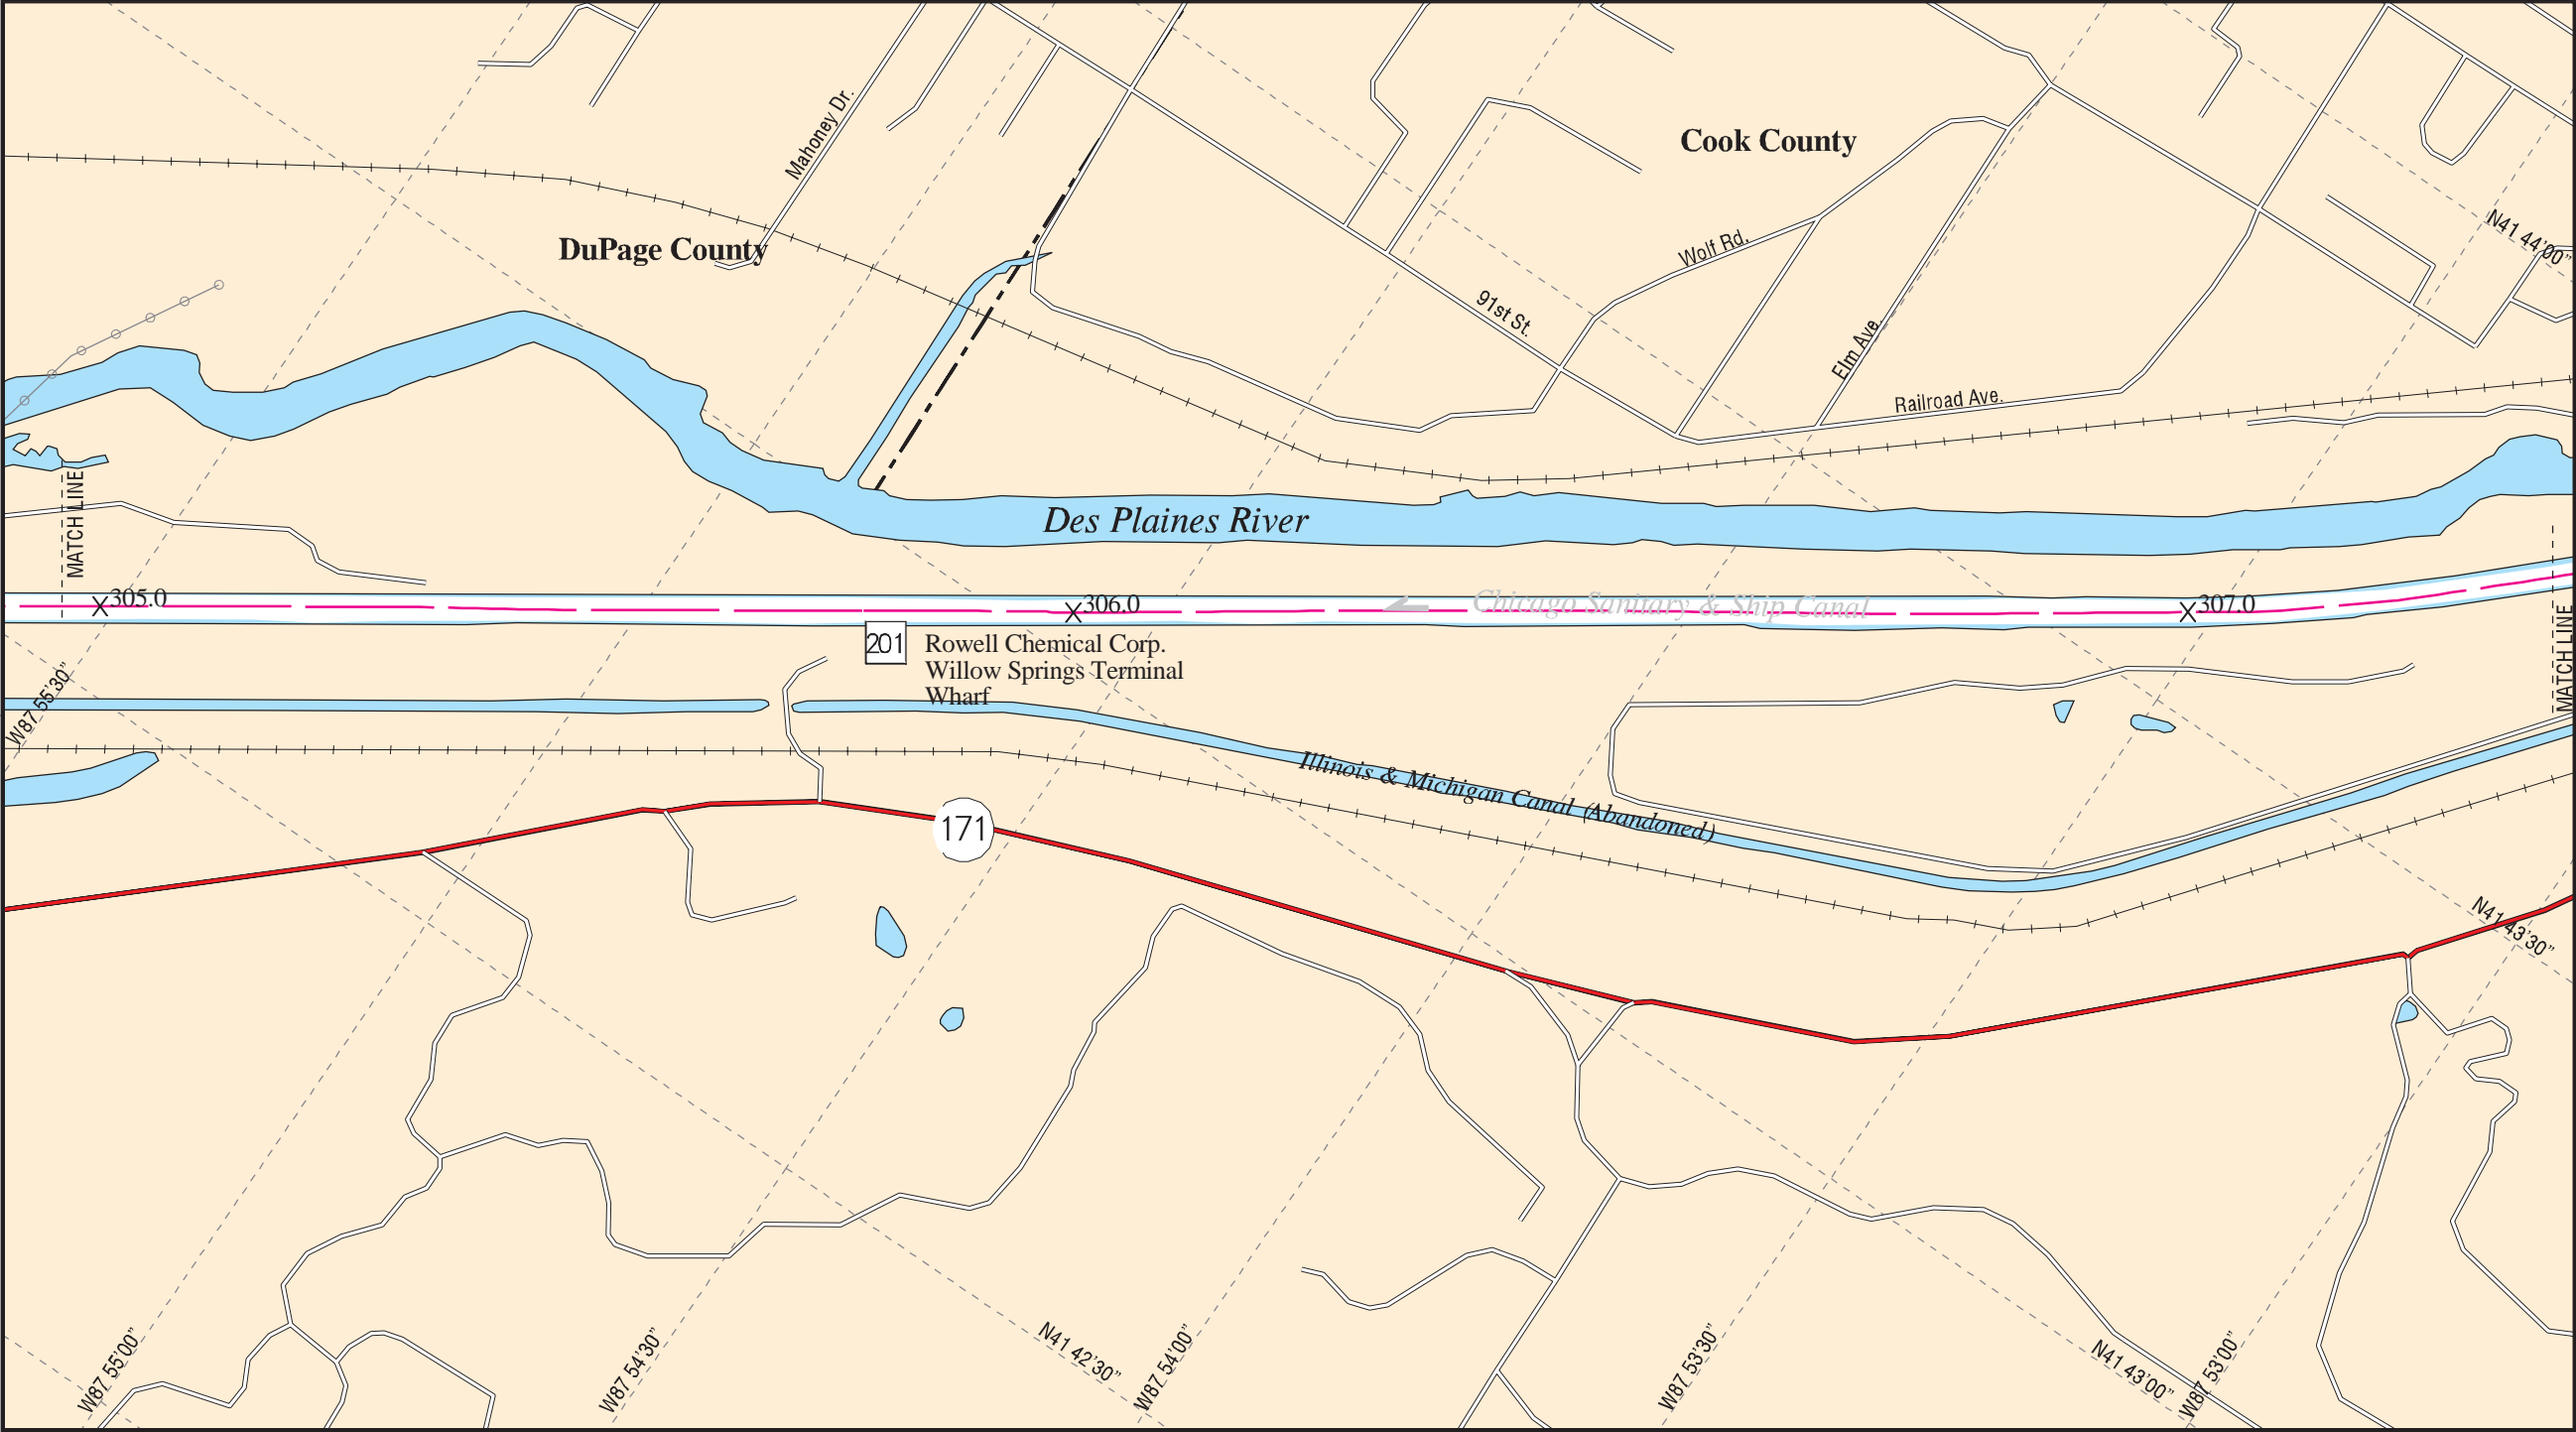 Mahoney Dr.
Cook County
DuPage County
Wolf Rd.
N41 44'00"
91st St.
Elm Ave.
Railroad Ave.
MATCH LINE
Des Plaines River
305.0
306.0
Chicago Sanitary & Ship Canal
307.0
201
Rowell Chemical Corp.
Willow Springs Terminal
Wharf
MATCH LINE
W87 55'30"
Illinois & Michigan Canal (Abandoned)
171
N41 43'30"
W87 55'00"
W87 54'30"
N41 42'30"
W87 54'00"
W87 53'30"
N41 43'00"
W87 53'00"